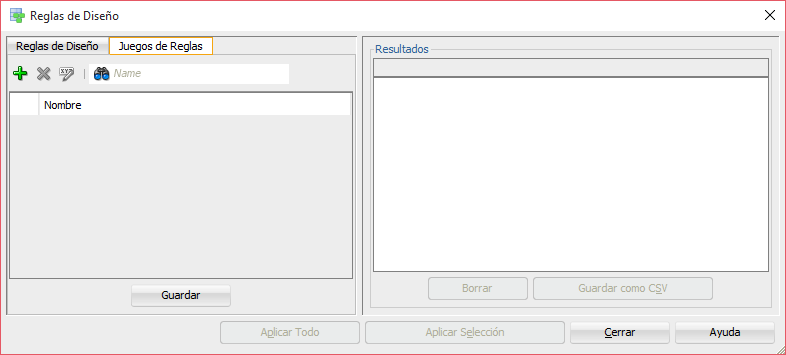 Reglas de Diseño
Reglas de Diseño
Juegos de Reglas
Name
Nombre
Guardar
Resultados
Borrar
Guardar como CSV
Aplicar Todo
Aplicar Selección
Cerrar
Ayuda